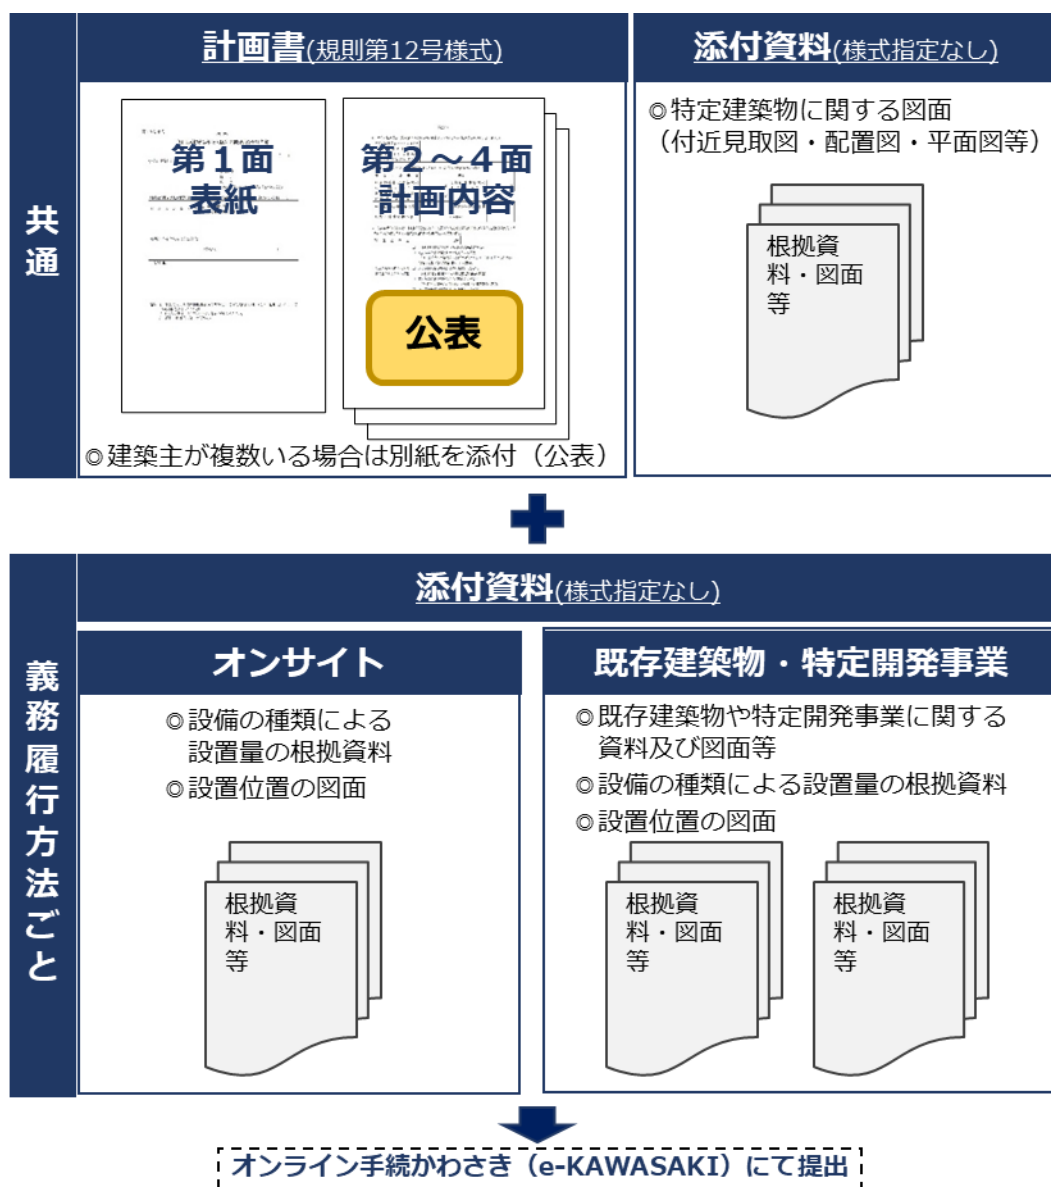 計画書(規則第12号様式)
添付資料(様式指定なし)
共通
第１面
表紙
第２～４面
計画内容
公表
◎建築主が複数いる場合は別紙を添付（公表）
◎特定建築物に関する図面
（付近見取図・配置図・平面図等）
根拠資
料・図面
等
義務履行方法ごと
添付資料(様式指定なし)
オンサイト
◎設備の種類による
設置量の根拠資料
◎設置位置の図面
根拠資
料・図面
等
既存建築物・特定開発事業
◎既存建築物や特定開発事業に関する
資料及び図面等
◎設備の種類による設置量の根拠資料
◎設置位置の図面
根拠資
料・図面
等
根拠資
料・図面
等
オンライン手続かわさき（e-KAWASAKI）にて提出